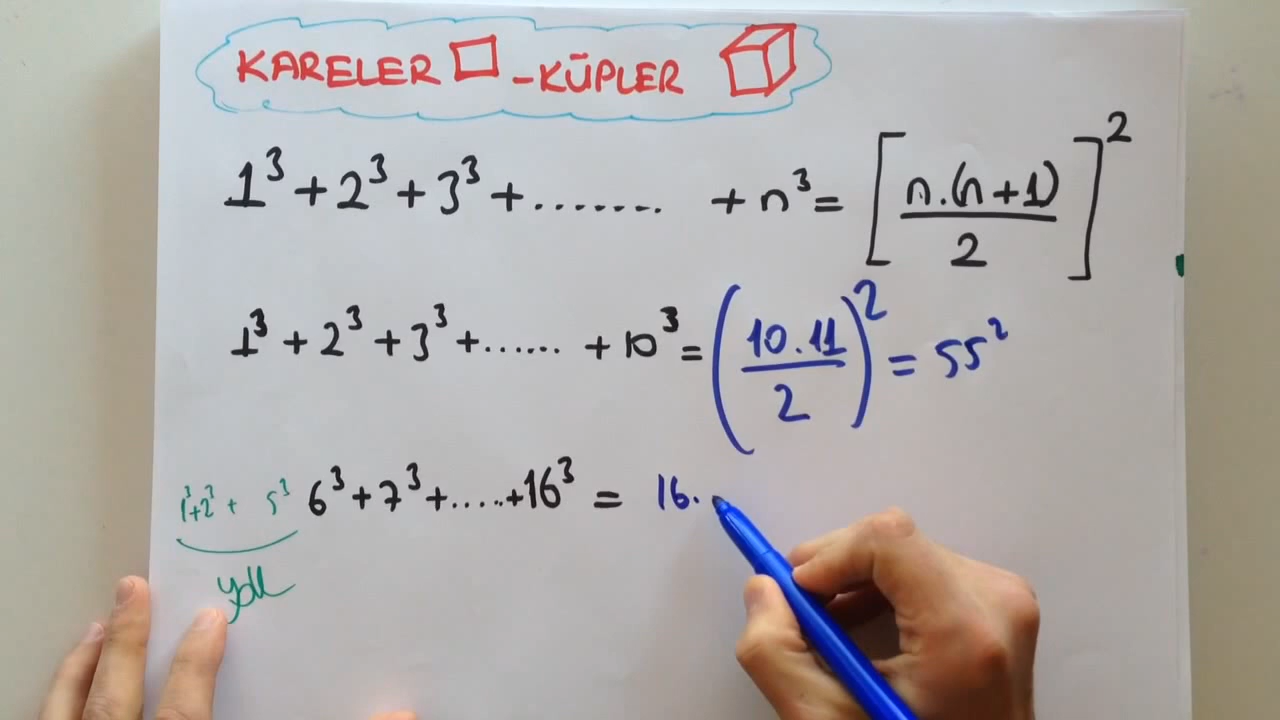 KARELER - KÜPLER
1³ + 2³ + 3³ + ....... + n³ = [n.(n+1)/2]²
1³ + 2³ + 3³ + ...... + 10³ = (10.11/2)² = 55²
1³+2³ + 5³ 6³ + 7³ + ..... + 16³ = 16.